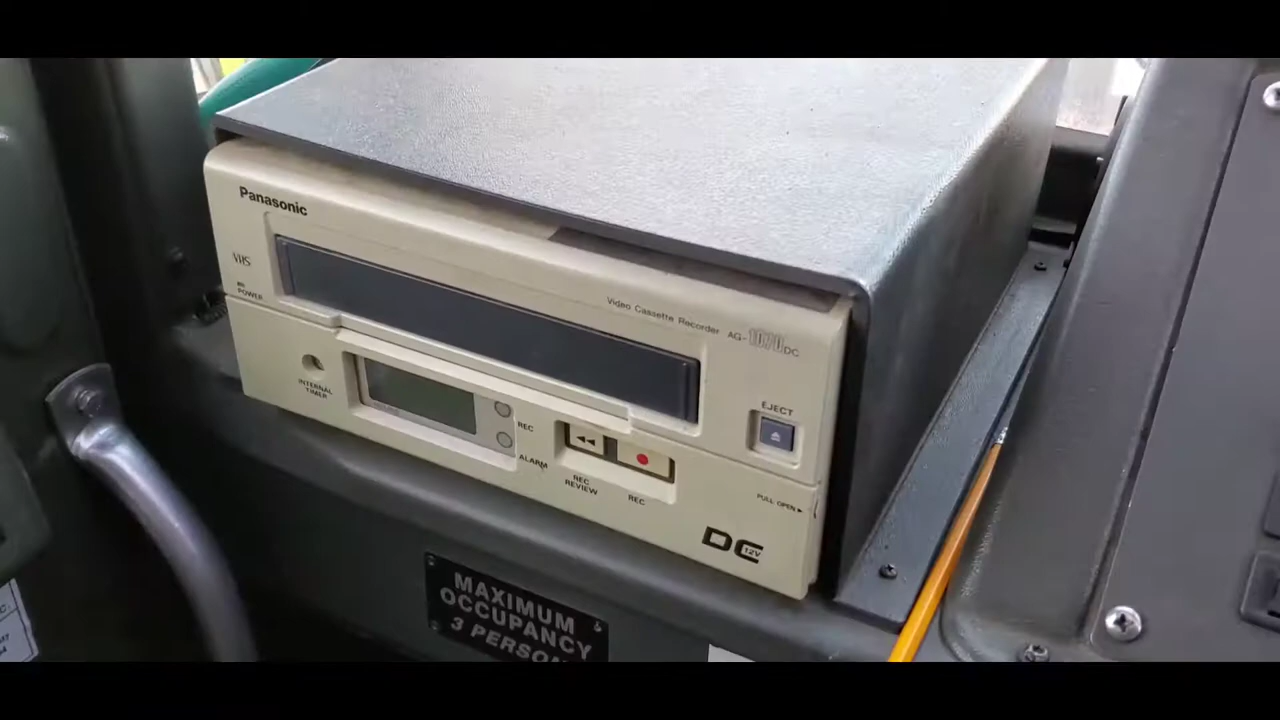 Panasonic
VHS
POWER
Video Cassette Recorder AG-1070DC
INTERNAL
TIMER
REC
ALARM
REC
REVIEW
REC
EJECT
PULL OPEN
DC 12V
MAXIMUM
OCCUPANCY
3 PERSON